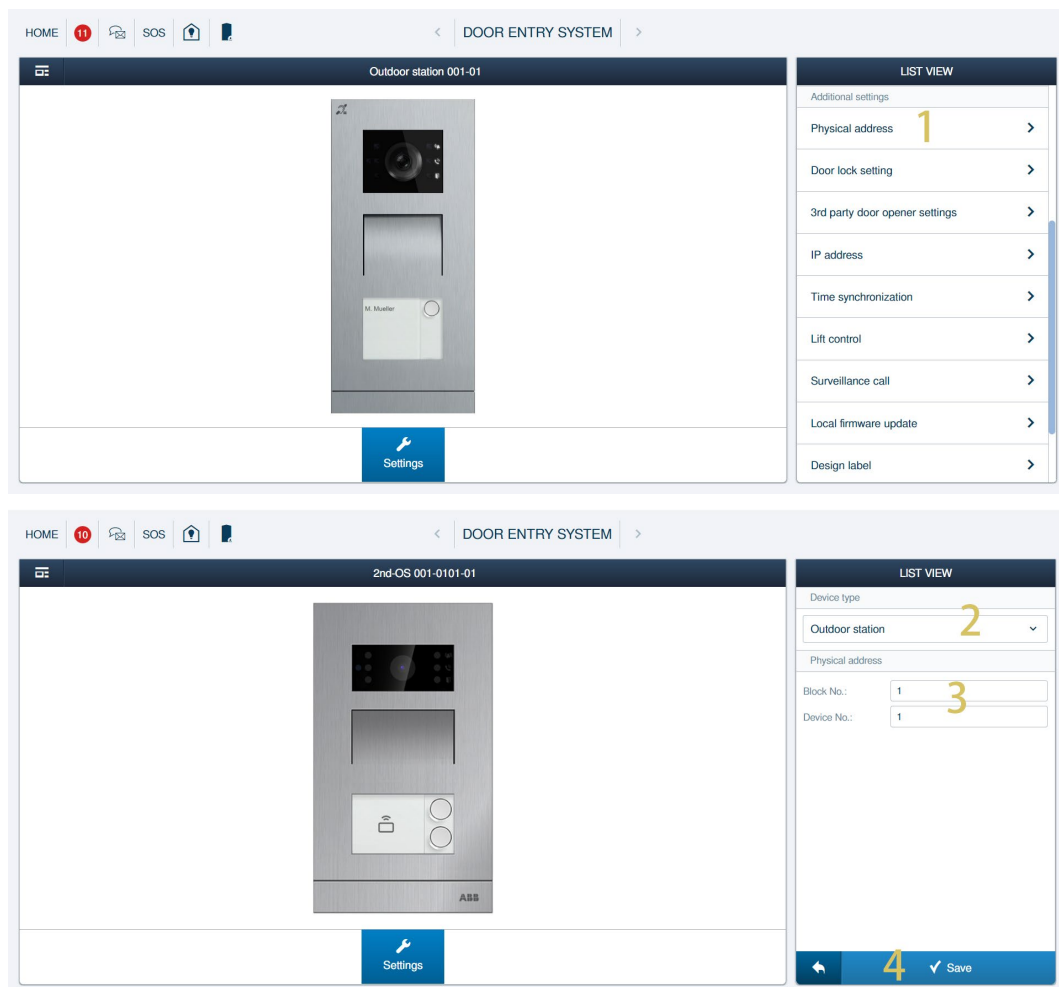 HOME 11 SOS < DOOR ENTRY SYSTEM >
Outdoor station 001-01
M. Mueller
Settings
LIST VIEW
Additional settings
Physical address 1
Door lock setting
3rd party door opener settings
IP address
Time synchronization
Lift control
Surveillance call
Local firmware update
Design label
HOME 10 SOS < DOOR ENTRY SYSTEM >
2nd-OS 001-0101-01
ABB
Settings
LIST VIEW
Device type
Outdoor station 2
Physical address
Block No.: 1 3
Device No.: 1
4 Save